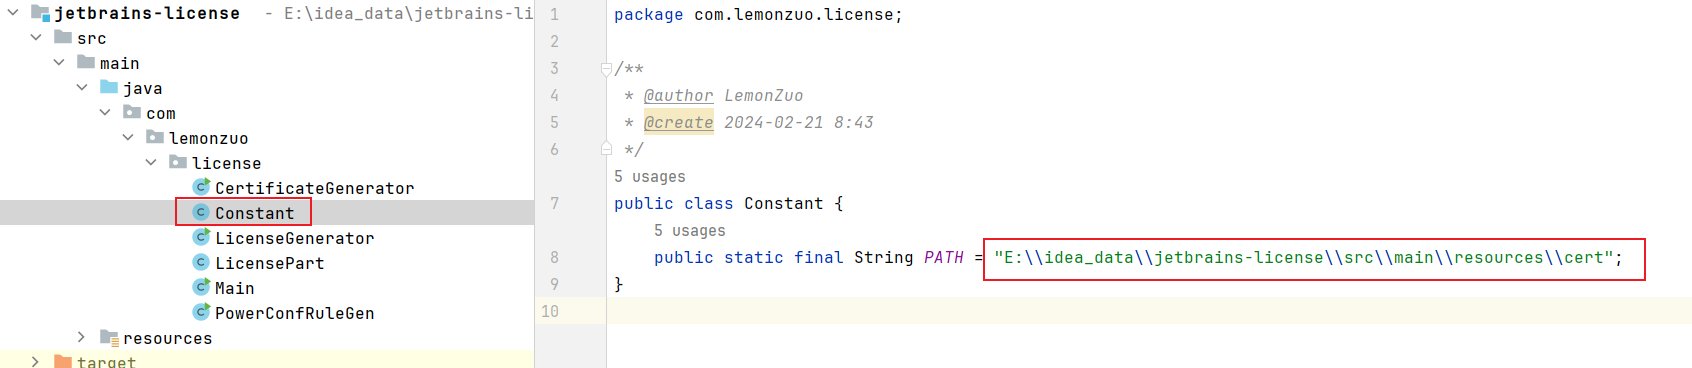 jetbrains-license - E:\idea_data\jetbrains-li
src
main
java
com
lemonzuo
license
CertificateGenerator
Constant
LicenseGenerator
LicensePart
Main
PowerConfRuleGen
resources
target
1 package com.lemonzuo.license;
2
3 /**
4 * @author LemonZuo
5 * @create 2024-02-21 8:43
6 */
5 usages
7 public class Constant {
5 usages
8 public static final String PATH = "E:\\idea_data\\jetbrains-license\\src\\main\\resources\\cert";
9 }
10